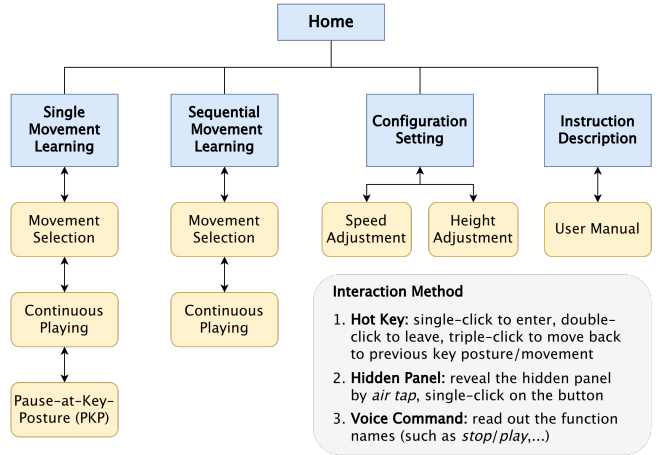 Home
Single
Movement
Learning
Sequential
Movement
Learning
Configuration
Setting
Instruction
Description
Movement
Selection
Movement
Selection
Speed
Adjustment
Height
Adjustment
User Manual
Continuous
Playing
Continuous
Playing
Pause-at-Key-
Posture (PKP)
Interaction Method
1. Hot Key: single-click to enter, double-
click to leave, triple-click to move back
to previous key posture/movement
2. Hidden Panel: reveal the hidden panel
by air tap, single-click on the button
3. Voice Command: read out the function
names (such as stop/play,...)